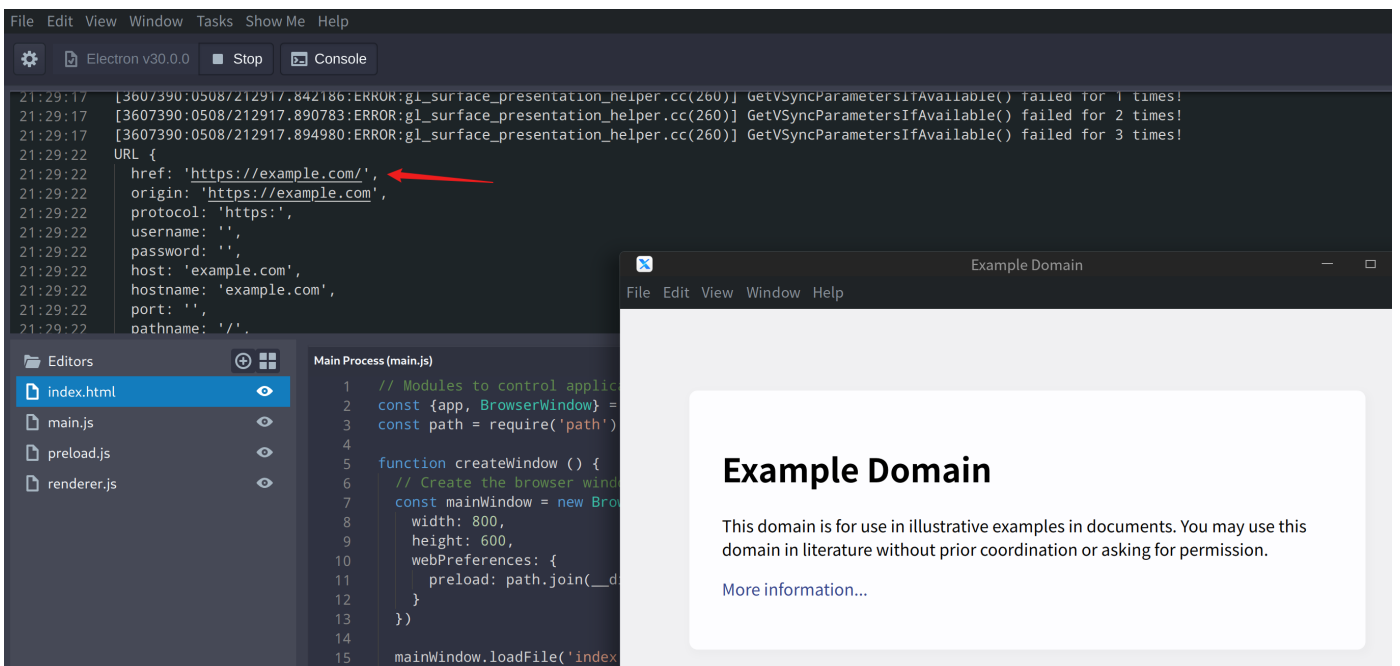 File Edit View Window Tasks Show Me Help
Electron v30.0.0 Stop Console
21:29:17 [3607390:0508/212917.842186:ERROR:gl_surface_presentation_helper.cc(260)] GetVSyncParametersIfAvailable() failed for 1 times!
21:29:17 [3607390:0508/212917.890783:ERROR:gl_surface_presentation_helper.cc(260)] GetVSyncParametersIfAvailable() failed for 2 times!
21:29:17 [3607390:0508/212917.894980:ERROR:gl_surface_presentation_helper.cc(260)] GetVSyncParametersIfAvailable() failed for 3 times!
21:29:22 URL {
21:29:22 href: 'https://example.com/',
21:29:22 origin: 'https://example.com',
21:29:22 protocol: 'https:',
21:29:22 username: '',
21:29:22 password: '',
21:29:22 host: 'example.com',
21:29:22 hostname: 'example.com',
21:29:22 port: '',
21:29:22 pathname: '/',
Editors
index.html
main.js
preload.js
renderer.js
Main Process (main.js)
1 // Modules to control applica
2 const {app, BrowserWindow} =
3 const path = require('path')
4
5 function createWindow () {
6 // Create the browser windo
7 const mainWindow = new Brow
8 width: 800,
9 height: 600,
10 webPreferences: {
11 preload: path.join(__di
12 }
13 })
14
15 mainWindow.loadFile('index
Example Domain
File Edit View Window Help
Example Domain
This domain is for use in illustrative examples in documents. You may use this
domain in literature without prior coordination or asking for permission.
More information...